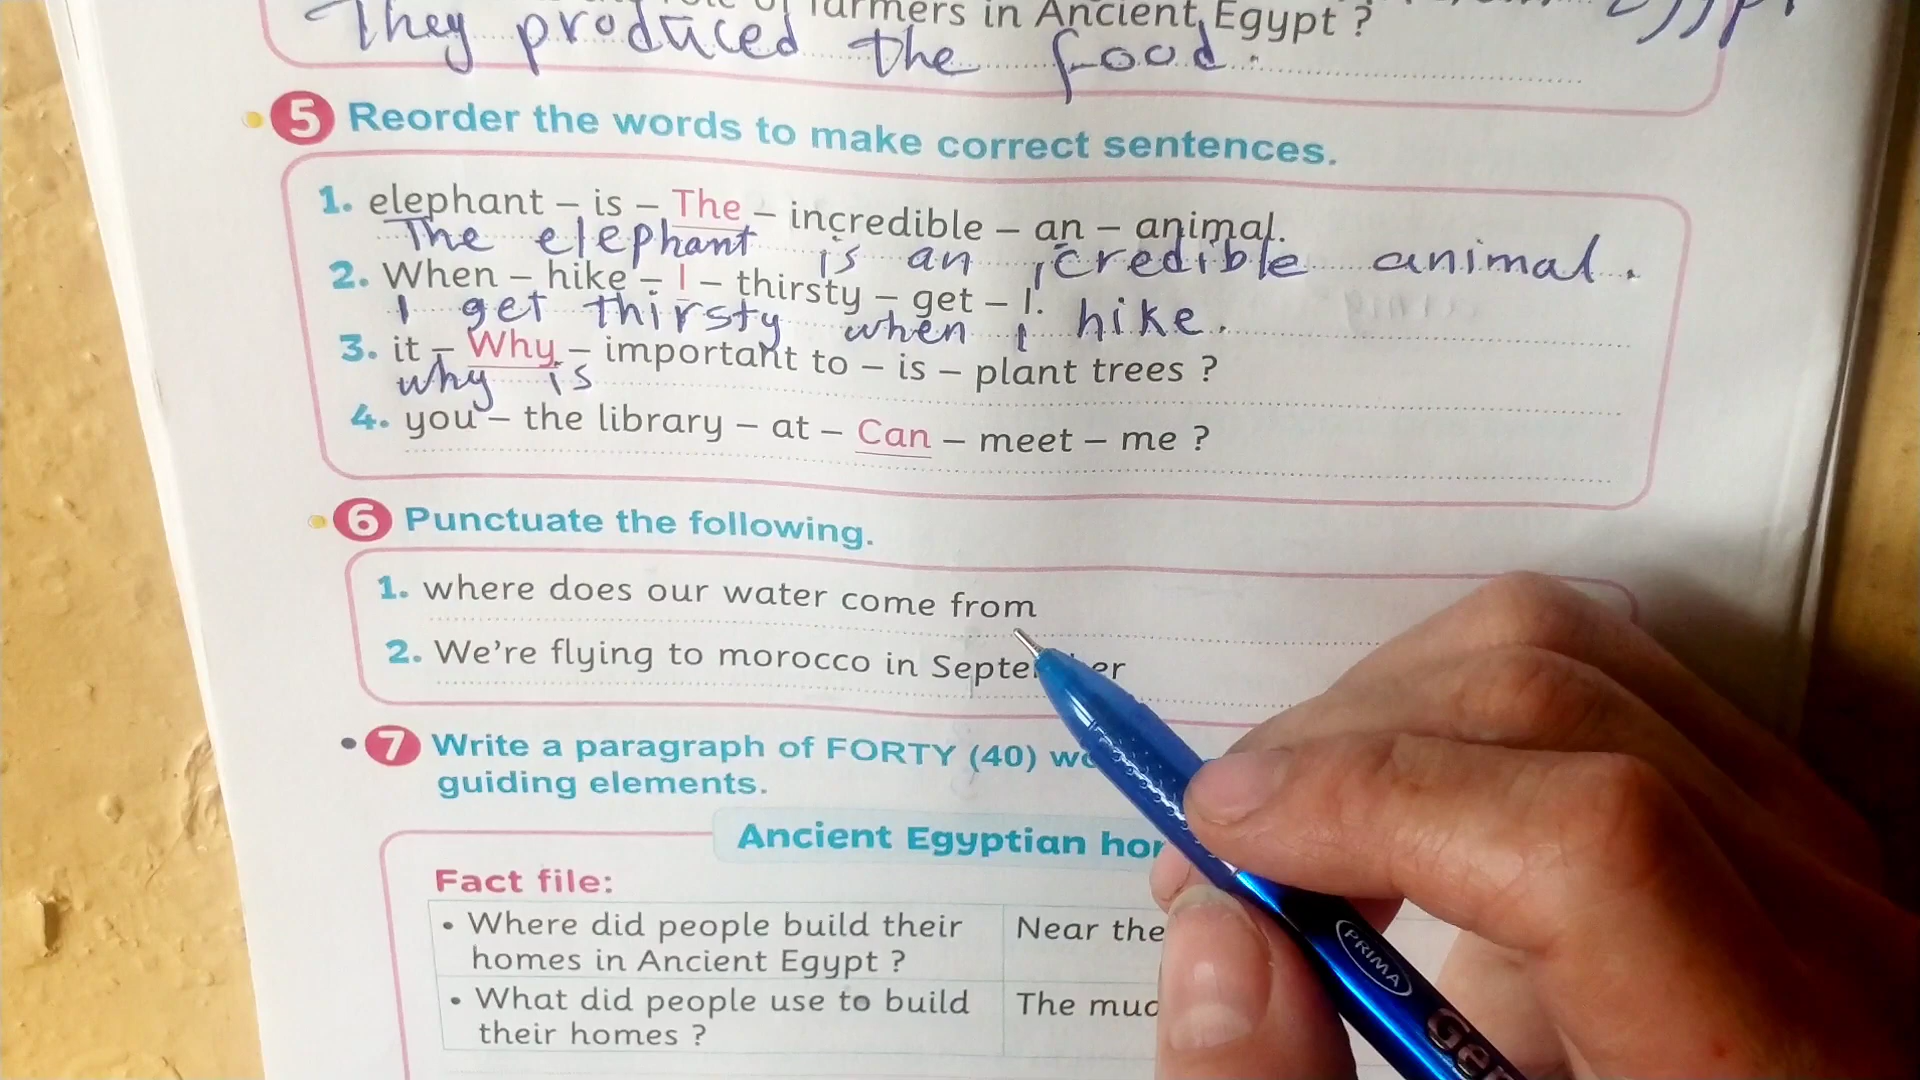 of farmers in Ancient Egypt ?
They produced the food.
5 Reorder the words to make correct sentences.
1. elephant – is – The – incredible – an – animal.
The elephant is an icredible animal.
2. When – hike – I – thirsty – get – I.
I get thirsty when I hike.
3. it – Why – important to – is – plant trees ?
why is
4. you – the library – at – Can – meet – me ?
6 Punctuate the following.
1. where does our water come from
2. We're flying to morocco in Septe er
7 Write a paragraph of FORTY (40)
guiding elements.
Ancient Egyptian
Fact file:
• Where did people build their homes in Ancient Egypt ?
Near the
• What did people use to build their homes ?
The
PRIMA